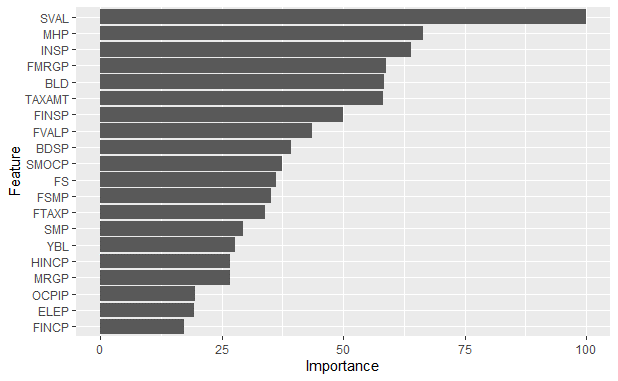 SVAL
MHP
INSP
FMRGP
BLD
TAXAMT
FINSP
FVALP
BDSP
SMOCP
FS
FSMP
FTAXP
SMP
YBL
HINCP
MRGP
OCPIP
ELEP
FINCP
Feature
0 25 50 75 100
Importance